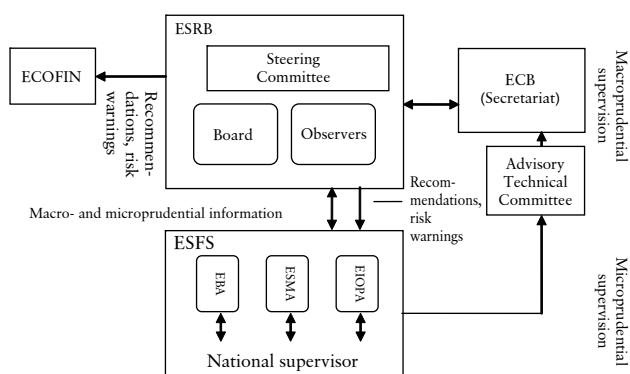 ESRB
Steering
Committee
ECOFIN
ECB
(Secretariat)
Macroprudential
supervision
Recommen-
dations, risk
warnings
Board
Observers
Advisory
Technical
Committee
Recom-
mendations,
risk
warnings
Macro- and microprudential information
ESFS
EBA
ESMA
EIOPA
Microprudential
supervision
National supervisor